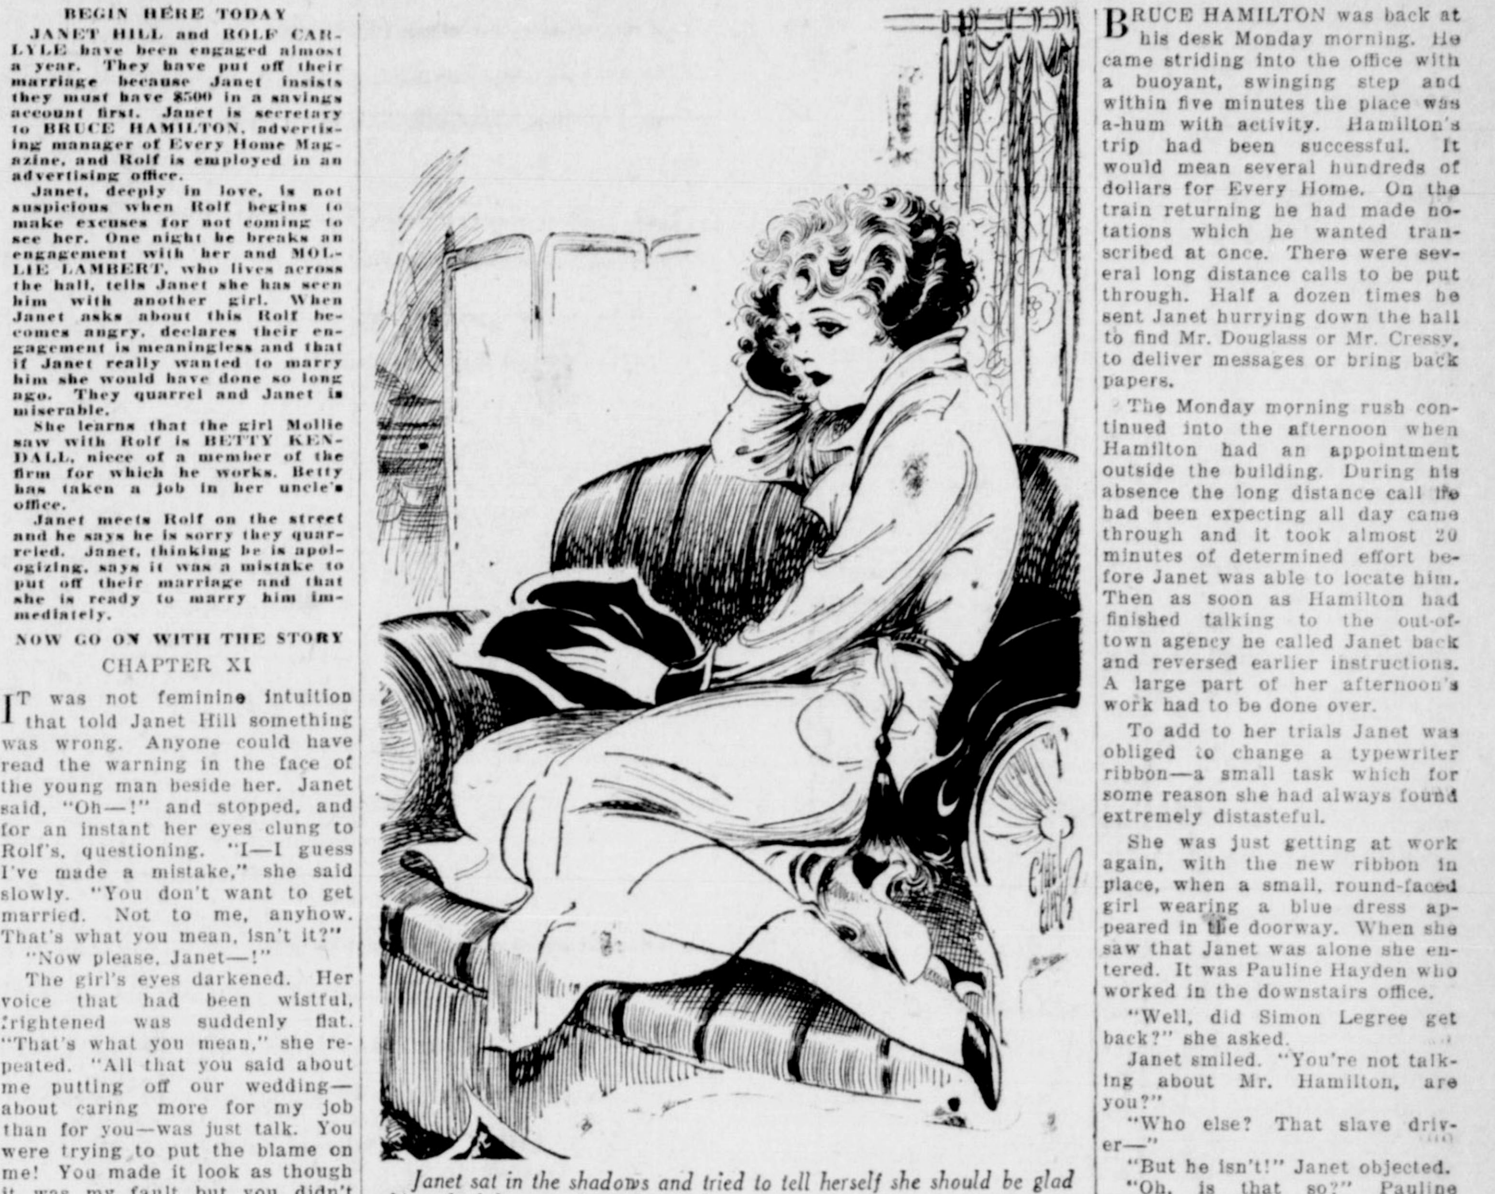 BEGIN HERE TODAY
JANET HILL and ROLF CAR-
LYLE have been engaged almost
a year. They have put off their
marriage because Janet insists
they must have $500 in a savings
account first. Janet is secretary
to BRUCE HAMILTON, advertis-
ing manager of Every Home Mag-
azine, and Rolf is employed in an
advertising office.
Janet, deeply in love, is not
suspicious when Rolf begins to
make excuses for not coming to
see her. One night he breaks an
engagement with her and MOL-
LIE LAMBERT, who lives across
the hall, tells Janet she has seen
him with another girl. When
Janet asks about this Rolf be-
comes angry, declares their en-
gagement is meaningless and that
if Janet really wanted to marry
him she would have done so long
ago. They quarrel and Janet is
miserable.
She learns that the girl Mollie
saw with Rolf is BETTY KEN-
DALL, niece of a member of the
firm for which he works. Betty
has taken a job in her uncle's
office.
Janet meets Rolf on the street
and he says he is sorry they quar-
reled. Janet, thinking he is apol-
ogizing, says it was a mistake to
put off their marriage and that
she is ready to marry him im-
mediately.
NOW GO ON WITH THE STORY
CHAPTER XI
IT was not feminine intuition
that told Janet Hill something
was wrong. Anyone could have
read the warning in the face of
the young man beside her. Janet
said, "Oh—!" and stopped, and
for an instant her eyes clung to
Rolf's, questioning. "I—I guess
I've made a mistake," she said
slowly. "You don't want to get
married. Not to me, anyhow.
That's what you mean, isn't it?"
"Now please, Janet—!"
The girl's eyes darkened. Her
voice that had been wistful,
frightened was suddenly flat.
"That's what you mean," she re-
peated. "All that you said about
me putting off our wedding—
about caring more for my job
than for you—was just talk. You
were trying to put the blame on
me! You made it look as though
it was my fault but you didn't
Janet sat in the shadows and tried to tell herself she should be glad
BRUCE HAMILTON was back at
his desk Monday morning. He
came striding into the office with
a buoyant, swinging step and
within five minutes the place was
a-hum with activity. Hamilton's
trip had been successful. It
would mean several hundreds of
dollars for Every Home. On the
train returning he had made no-
tations which he wanted tran-
scribed at once. There were sev-
eral long distance calls to be put
through. Half a dozen times he
sent Janet hurrying down the hall
to find Mr. Douglass or Mr. Cressy,
to deliver messages or bring back
papers.
The Monday morning rush con-
tinued into the afternoon when
Hamilton had an appointment
outside the building. During his
absence the long distance call he
had been expecting all day came
through and it took almost 20
minutes of determined effort be-
fore Janet was able to locate him.
Then as soon as Hamilton had
finished talking to the out-of-
town agency he called Janet back
and reversed earlier instructions.
A large part of her afternoon's
work had to be done over.
To add to her trials Janet was
obliged to change a typewriter
ribbon—a small task which for
some reason she had always found
extremely distasteful.
She was just getting at work
again, with the new ribbon in
place, when a small, round-faced
girl wearing a blue dress ap-
peared in the doorway. When she
saw that Janet was alone she en-
tered. It was Pauline Hayden who
worked in the downstairs office.
"Well, did Simon Legree get
back?" she asked.
Janet smiled. "You're not talk-
ing about Mr. Hamilton, are
you?"
"Who else? That slave driv-
er—"
"But he isn't!" Janet objected.
"Oh, is that so?" Pauline